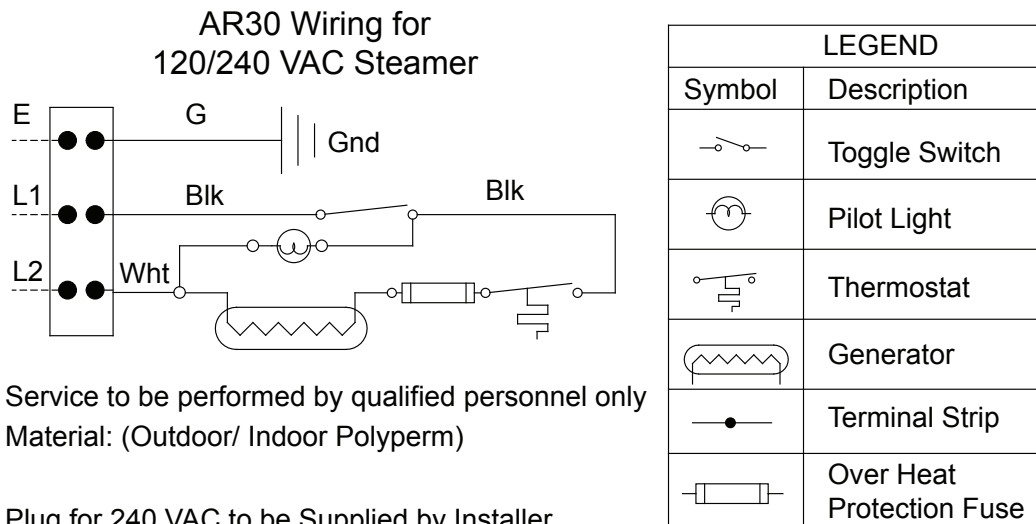 AR30 Wiring for
120/240 VAC Steamer
E
G
Gnd
L1
Blk
Blk
L2
Wht
Service to be performed by qualified personnel only
Material: (Outdoor/ Indoor Polyperm)
Plug for 240 VAC to be Supplied by Installer
LEGEND
Symbol Description
Toggle Switch
Pilot Light
Thermostat
Generator
Terminal Strip
Over Heat
Protection Fuse